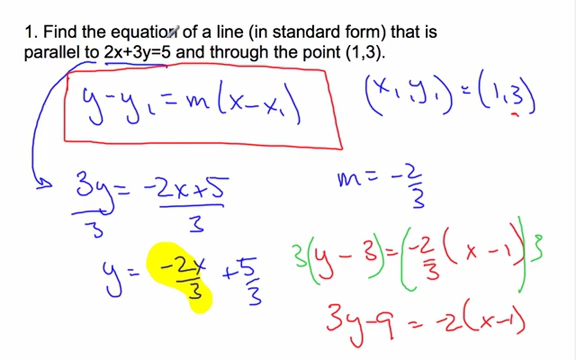 1. Find the equation of a line (in standard form) that is
parallel to 2x+3y=5 and through the point (1,3).
y-y₁=m(x-x₁)
(x₁,y₁)=(1,3)
3y=-2x+5
3 3
m=-2/3
y=-2x/3+5/3
3(y-3)=(-2/3(x-1))3
3y-9=-2(x-1)